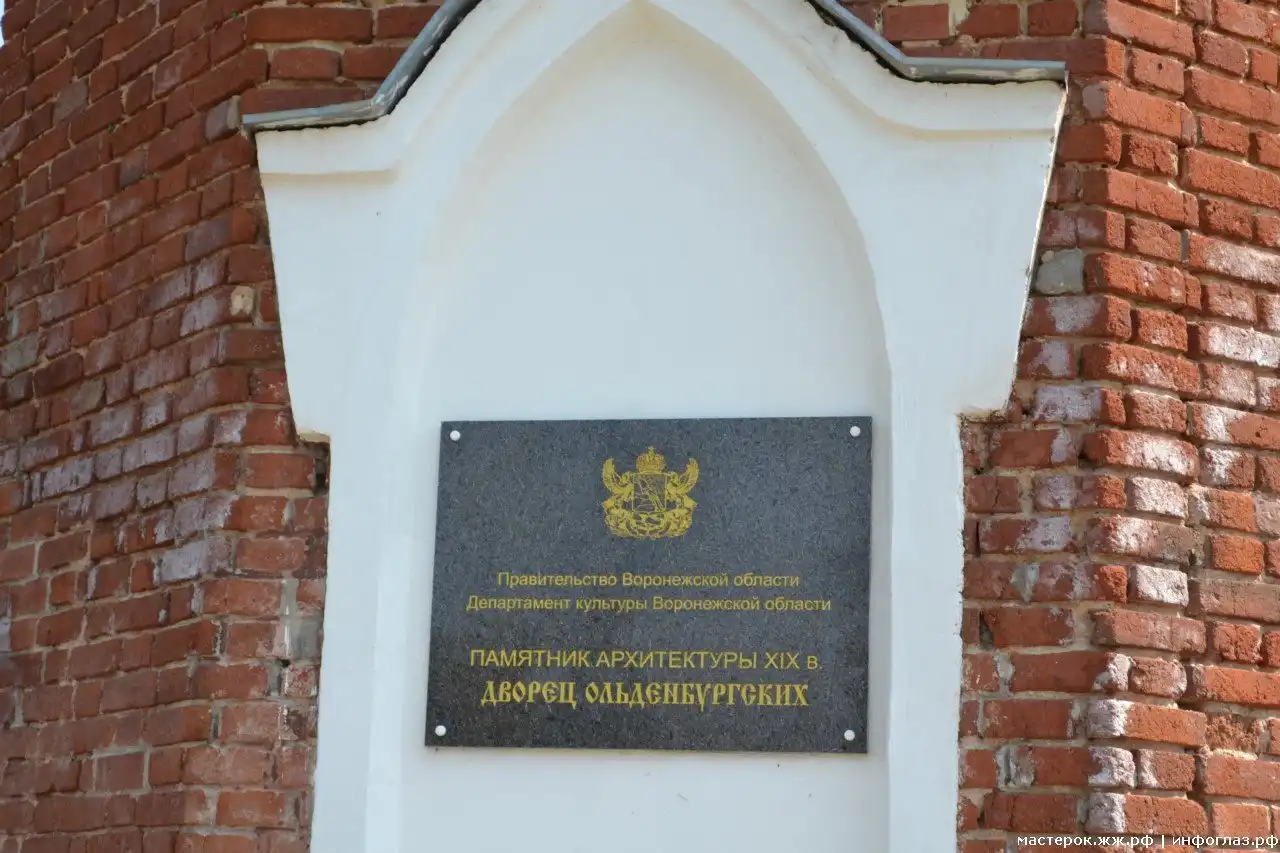 Правительство Воронежской области
Департамент культуры Воронежской области
ПАМЯТНИК АРХИТЕКТУРЫ XIX в.
ДВОРЕЦ ОЛЬДЕНБУРГСКИХ
мастерок.жж.рф | инфоглаз.рф